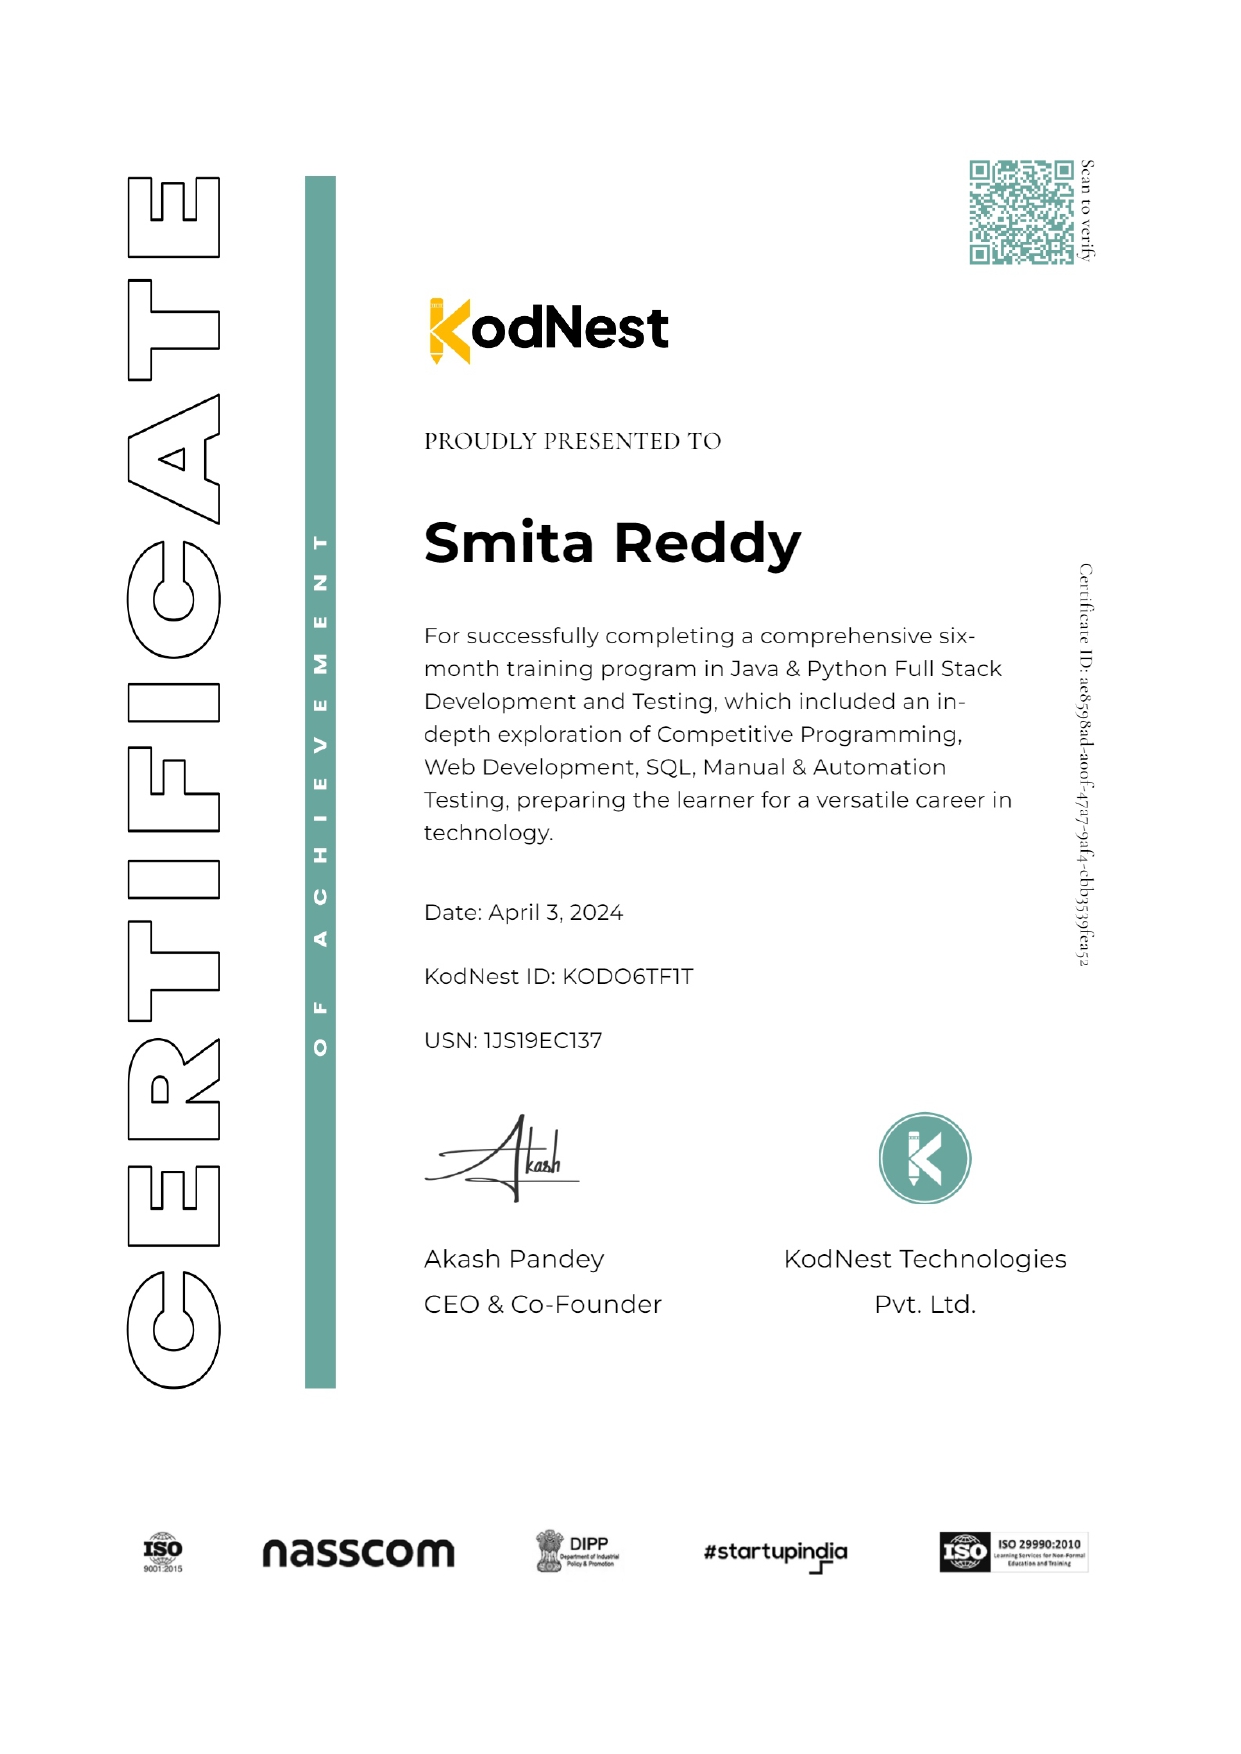 CERTIFICATE
OF ACHIEVEMENT
Scan to verify
KodNest
PROUDLY PRESENTED TO
Smita Reddy
For successfully completing a comprehensive six-
month training program in Java & Python Full Stack
Development and Testing, which included an in-
depth exploration of Competitive Programming,
Web Development, SQL, Manual & Automation
Testing, preparing the learner for a versatile career in
technology.
Certificate ID: ae8598ad-a00f-47a7-9af4-cbb3539fea52
Date: April 3, 2024
KodNest ID: KODO6TF1T
USN: 1JS19EC137
Akash
Akash Pandey
CEO & Co-Founder
KodNest Technologies
Pvt. Ltd.
ISO
9001:2015
nasscom
DIPP
Department of Industrial
Policy & Promotion
#startupindia
ISO
ISO 29990:2010
Learning Services for Non-Formal
Education and Training